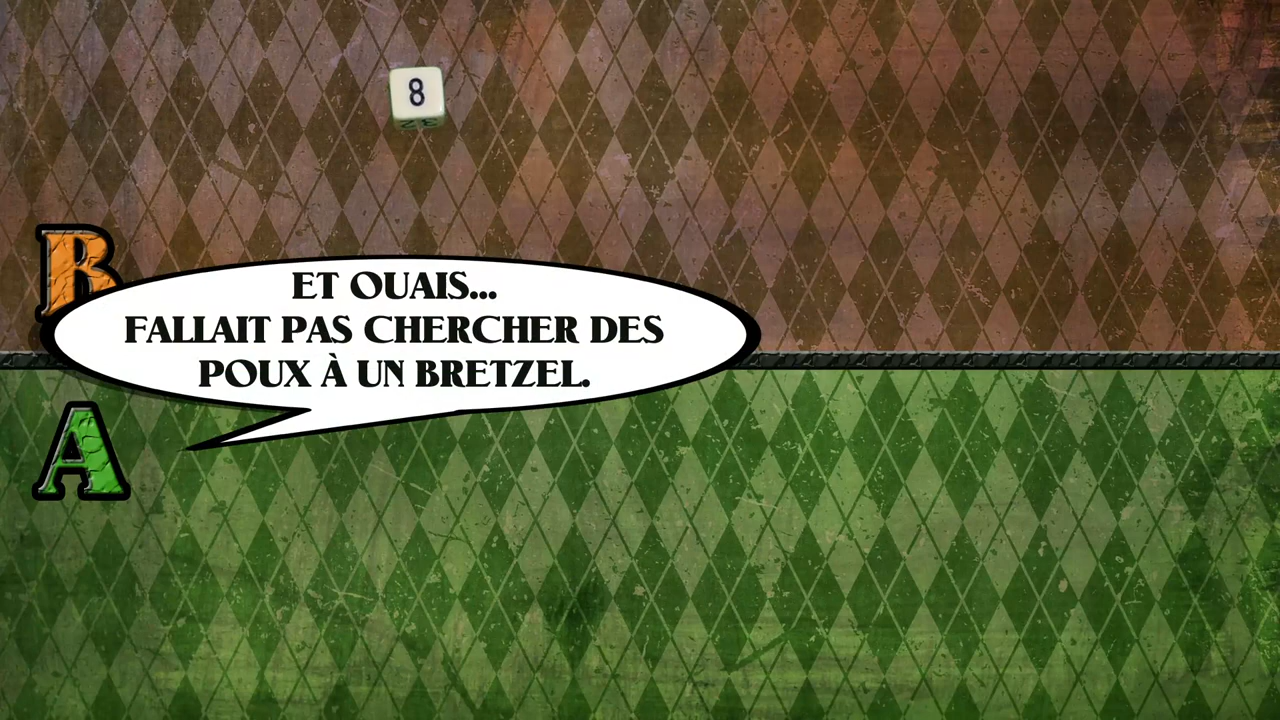 8
B
ET OUAIS...
FALLAIT PAS CHERCHER DES
POUX À UN BRETZEL.
A